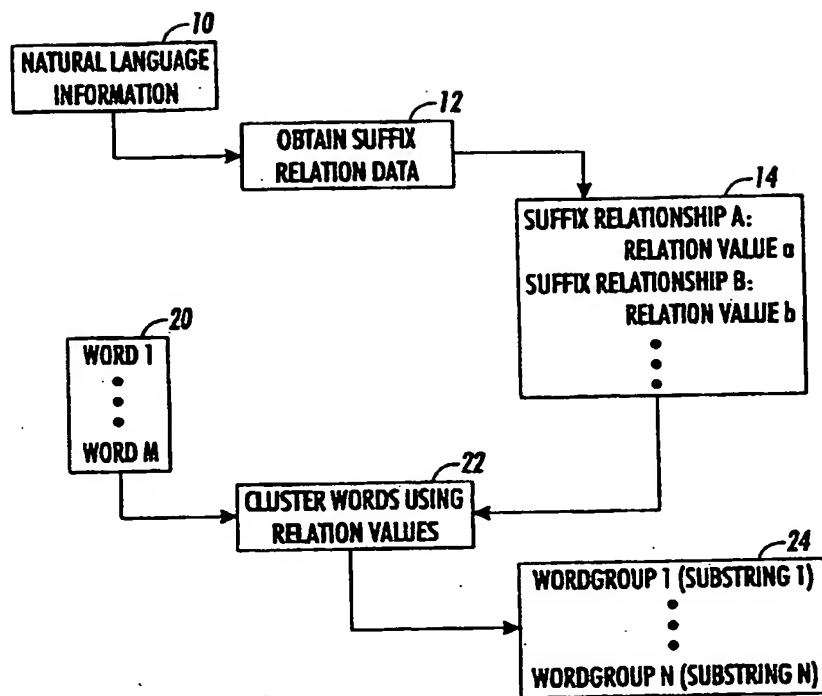 10
NATURAL LANGUAGE
INFORMATION
12
OBTAIN SUFFIX
RELATION DATA
14
SUFFIX RELATIONSHIP A:
RELATION VALUE a
SUFFIX RELATIONSHIP B:
RELATION VALUE b
20
WORD 1
WORD M
22
CLUSTER WORDS USING
RELATION VALUES
24
WORDGROUP 1 (SUBSTRING 1)
WORDGROUP N (SUBSTRING N)